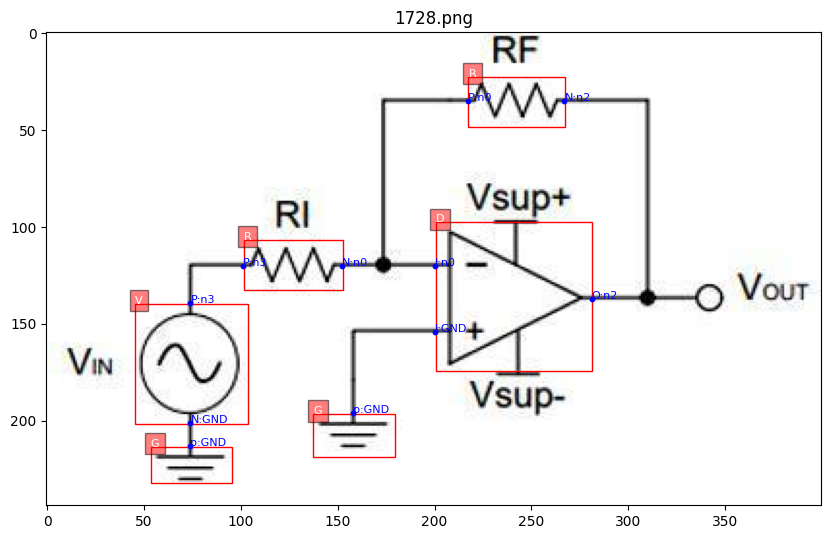 1728.png
0
50
100
150
200
0
50
100
150
200
250
300
350
RF
R
P:n0
N:n2
Vsup+
D
RI
R
P:n3
N:n0
I:n0
O:n2
VOUT
V
P:n3
I:GND
VIN
Vsup-
N:GND
G
p:GND
G
p:GND